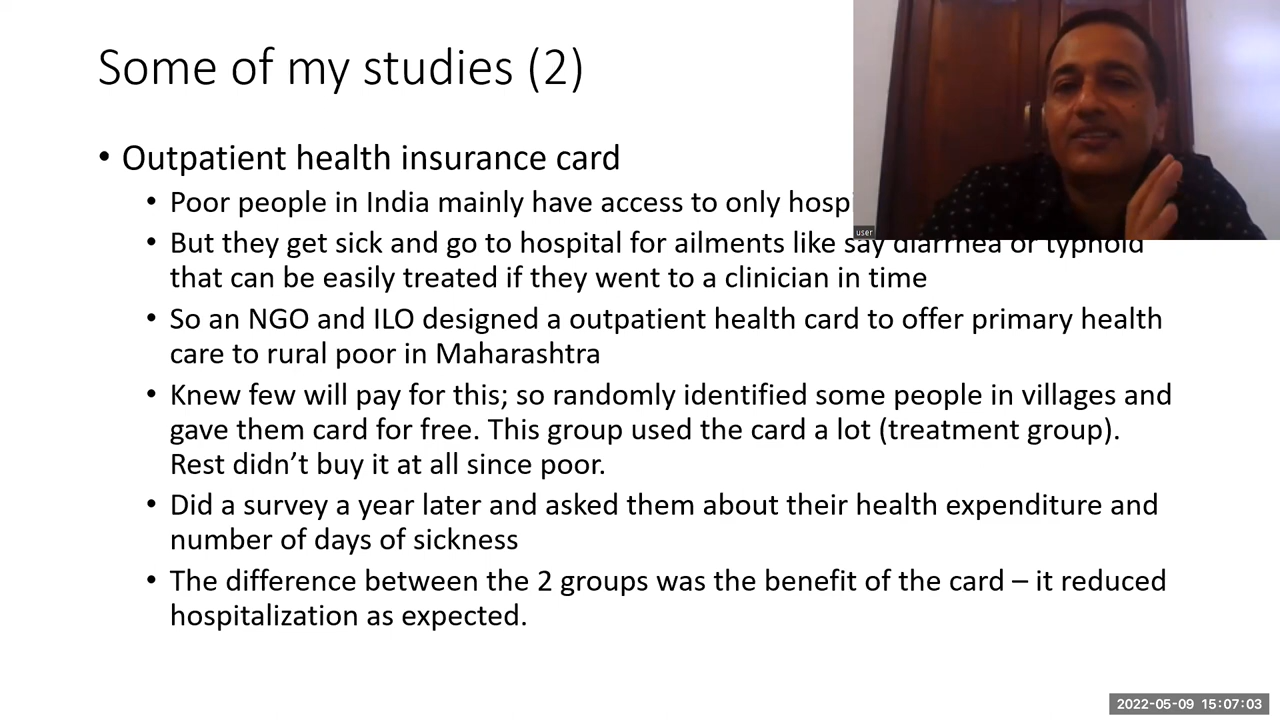 Some of my studies (2)
• Outpatient health insurance card
• Poor people in India mainly have access to only
• But they get sick and go to hospital for ailments like say diarrhea or typhoid
that can be easily treated if they went to a clinician in time
• So an NGO and ILO designed a outpatient health card to offer primary health
care to rural poor in Maharashtra
• Knew few will pay for this; so randomly identified some people in villages and
gave them card for free. This group used the card a lot (treatment group).
Rest didn’t buy it at all since poor.
• Did a survey a year later and asked them about their health expenditure and
number of days of sickness
• The difference between the 2 groups was the benefit of the card – it reduced
hospitalization as expected.
user
2022-05-09 15:07:03